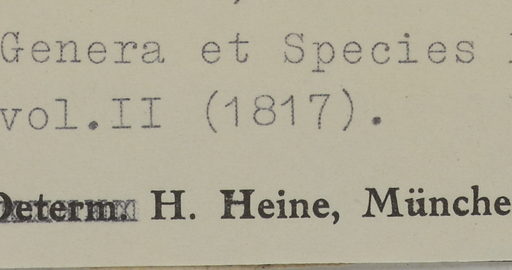 Genera et Species
vol.II (1817).
Determ. H. Heine, Münche